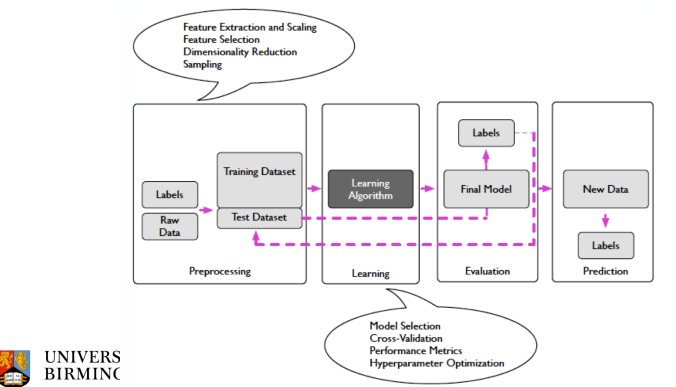 Feature Extraction and Scaling
Feature Selection
Dimensionality Reduction
Sampling
Labels
Raw
Data
Training Dataset
Test Dataset
Preprocessing
Learning
Algorithm
Learning
Labels
Final Model
Evaluation
New Data
Labels
Prediction
Model Selection
Cross-Validation
Performance Metrics
Hyperparameter Optimization
UNIVERS
BIRMING